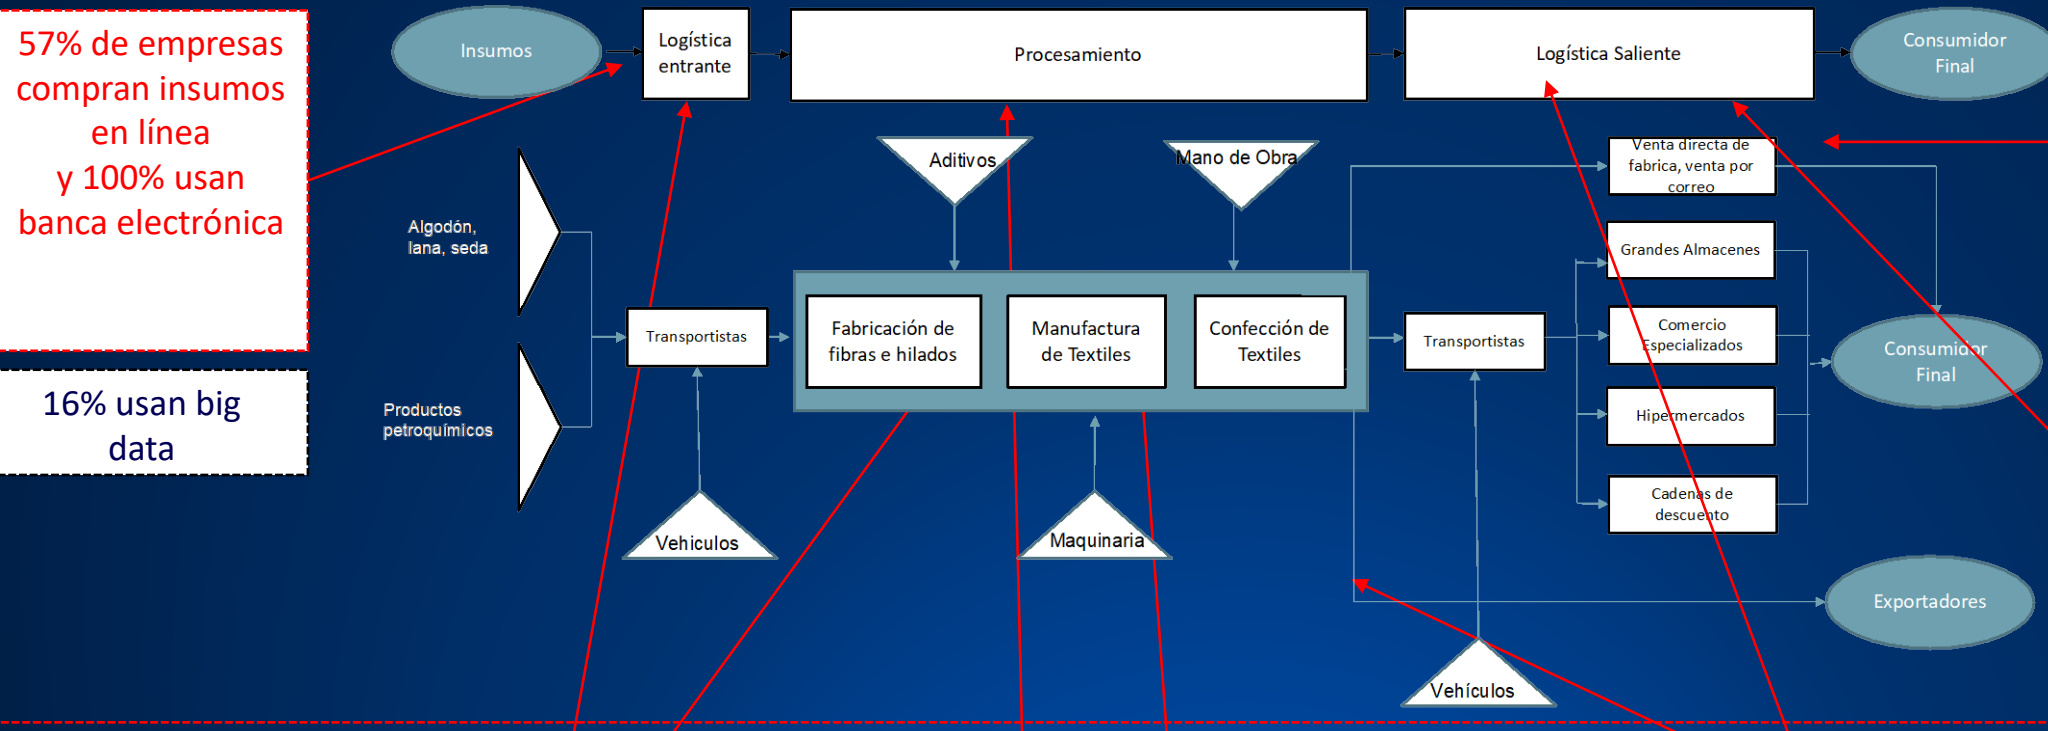 57% de empresas
compran insumos
en línea
y 100% usan
banca electrónica
16% usan big
data
Insumos
Logística
entrante
Procesamiento
Logística Saliente
Consumidor
Final
Aditivos
Mano de Obra
Venta directa de
fabrica, venta por
correo
Algodón,
lana, seda
Grandes Almacenes
Transportistas
Fabricación de
fibras e hilados
Manufactura
de Textiles
Confección de
Textiles
Transportistas
Comercio
Especializados
Consumidor
Final
Productos
petroquímicos
Hipermercados
Cadenas de
descuento
Vehiculos
Maquinaria
Exportadores
Vehículos